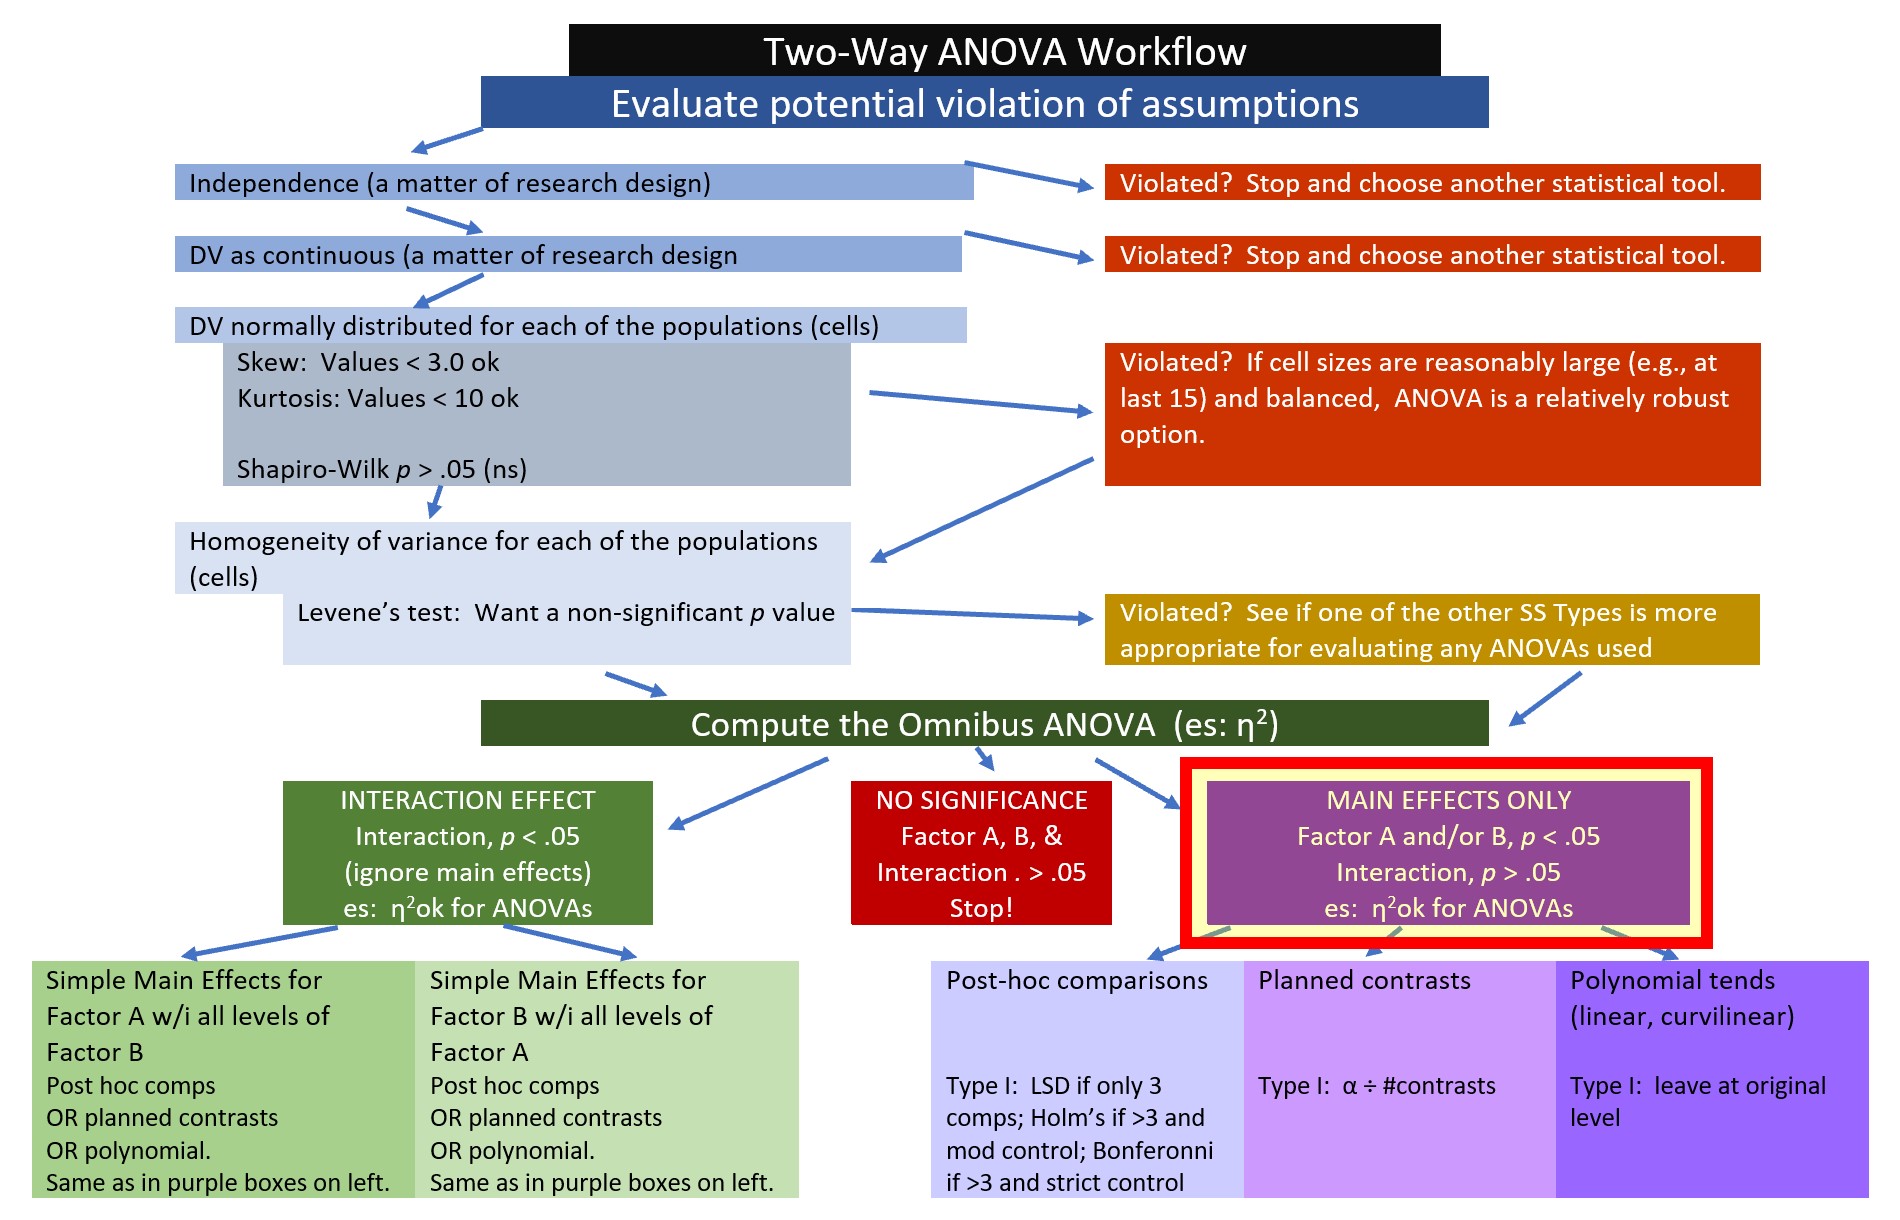 Two-Way ANOVA Workflow
Evaluate potential violation of assumptions
Independence (a matter of research design)
Violated?  Stop and choose another statistical tool.
DV as continuous (a matter of research design
Violated?  Stop and choose another statistical tool.
DV normally distributed for each of the populations (cells)
Skew:  Values < 3.0 ok
Kurtosis: Values < 10 ok
Shapiro-Wilk p > .05 (ns)
Violated?  If cell sizes are reasonably large (e.g., at
last 15) and balanced,  ANOVA is a relatively robust
option.
Homogeneity of variance for each of the populations
(cells)
Levene's test:  Want a non-significant p value
Violated?  See if one of the other SS Types is more
appropriate for evaluating any ANOVAs used
Compute the Omnibus ANOVA  (es: η²)
INTERACTION EFFECT
Interaction, p < .05
(ignore main effects)
es:  η²ok for ANOVAs
NO SIGNIFICANCE
Factor A, B, &
Interaction . > .05
Stop!
MAIN EFFECTS ONLY
Factor A and/or B, p < .05
Interaction, p > .05
es:  η²ok for ANOVAs
Simple Main Effects for
Factor A w/i all levels of
Factor B
Post hoc comps
OR planned contrasts
OR polynomial.
Same as in purple boxes on left.
Simple Main Effects for
Factor B w/i all levels of
Factor A
Post hoc comps
OR planned contrasts
OR polynomial.
Same as in purple boxes on left.
Post-hoc comparisons
Type I:  LSD if only 3
comps; Holm's if >3 and
mod control; Bonferonni
if >3 and strict control
Planned contrasts
Type I:  α ÷ #contrasts
Polynomial tends
(linear, curvilinear)
Type I:  leave at original
level